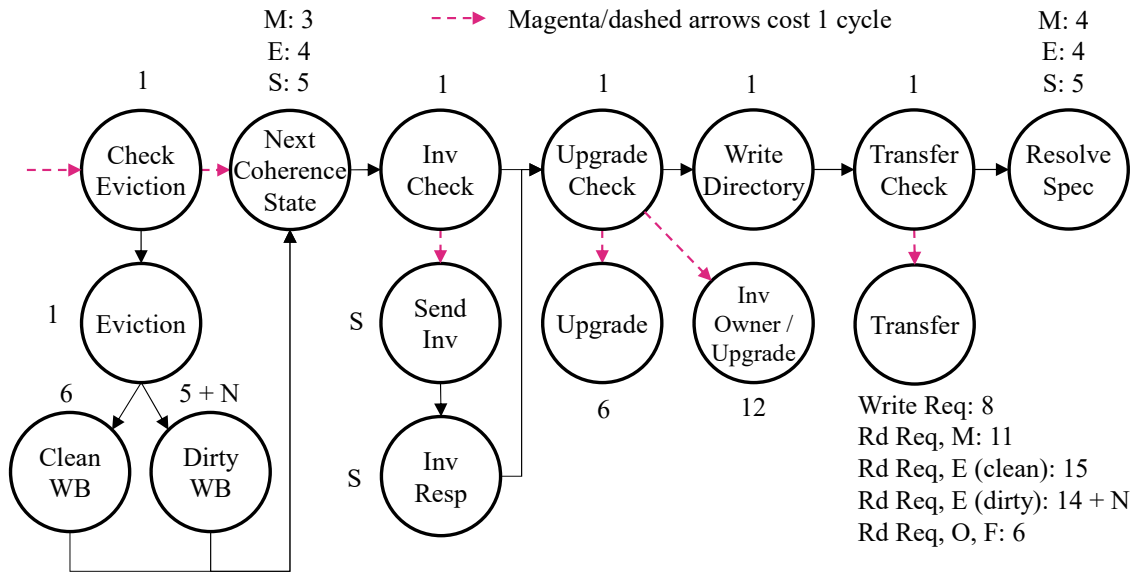 M: 3
E: 4
S: 5
Magenta/dashed arrows cost 1 cycle
M: 4
E: 4
S: 5
1
1
1
1
1
Check
Eviction
Next
Coherence
State
Inv
Check
Upgrade
Check
Write
Directory
Transfer
Check
Resolve
Spec
1
Eviction
S
Send
Inv
Upgrade
Inv
Owner /
Upgrade
Transfer
6
5 + N
6
12
Clean
WB
Dirty
WB
S
Inv
Resp
Write Req: 8
Rd Req, M: 11
Rd Req, E (clean): 15
Rd Req, E (dirty): 14 + N
Rd Req, O, F: 6